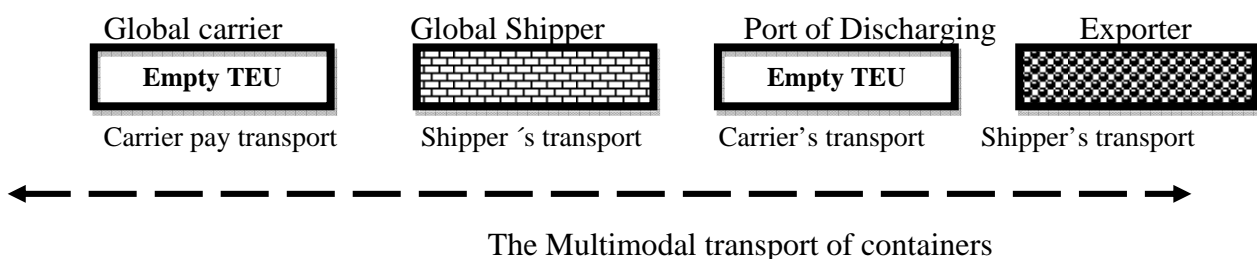 Global carrier Global Shipper Port of Discharging Exporter
Empty TEU Empty TEU
Carrier pay transport Shipper ´s transport Carrier’s transport Shipper’s transport
The Multimodal transport of containers